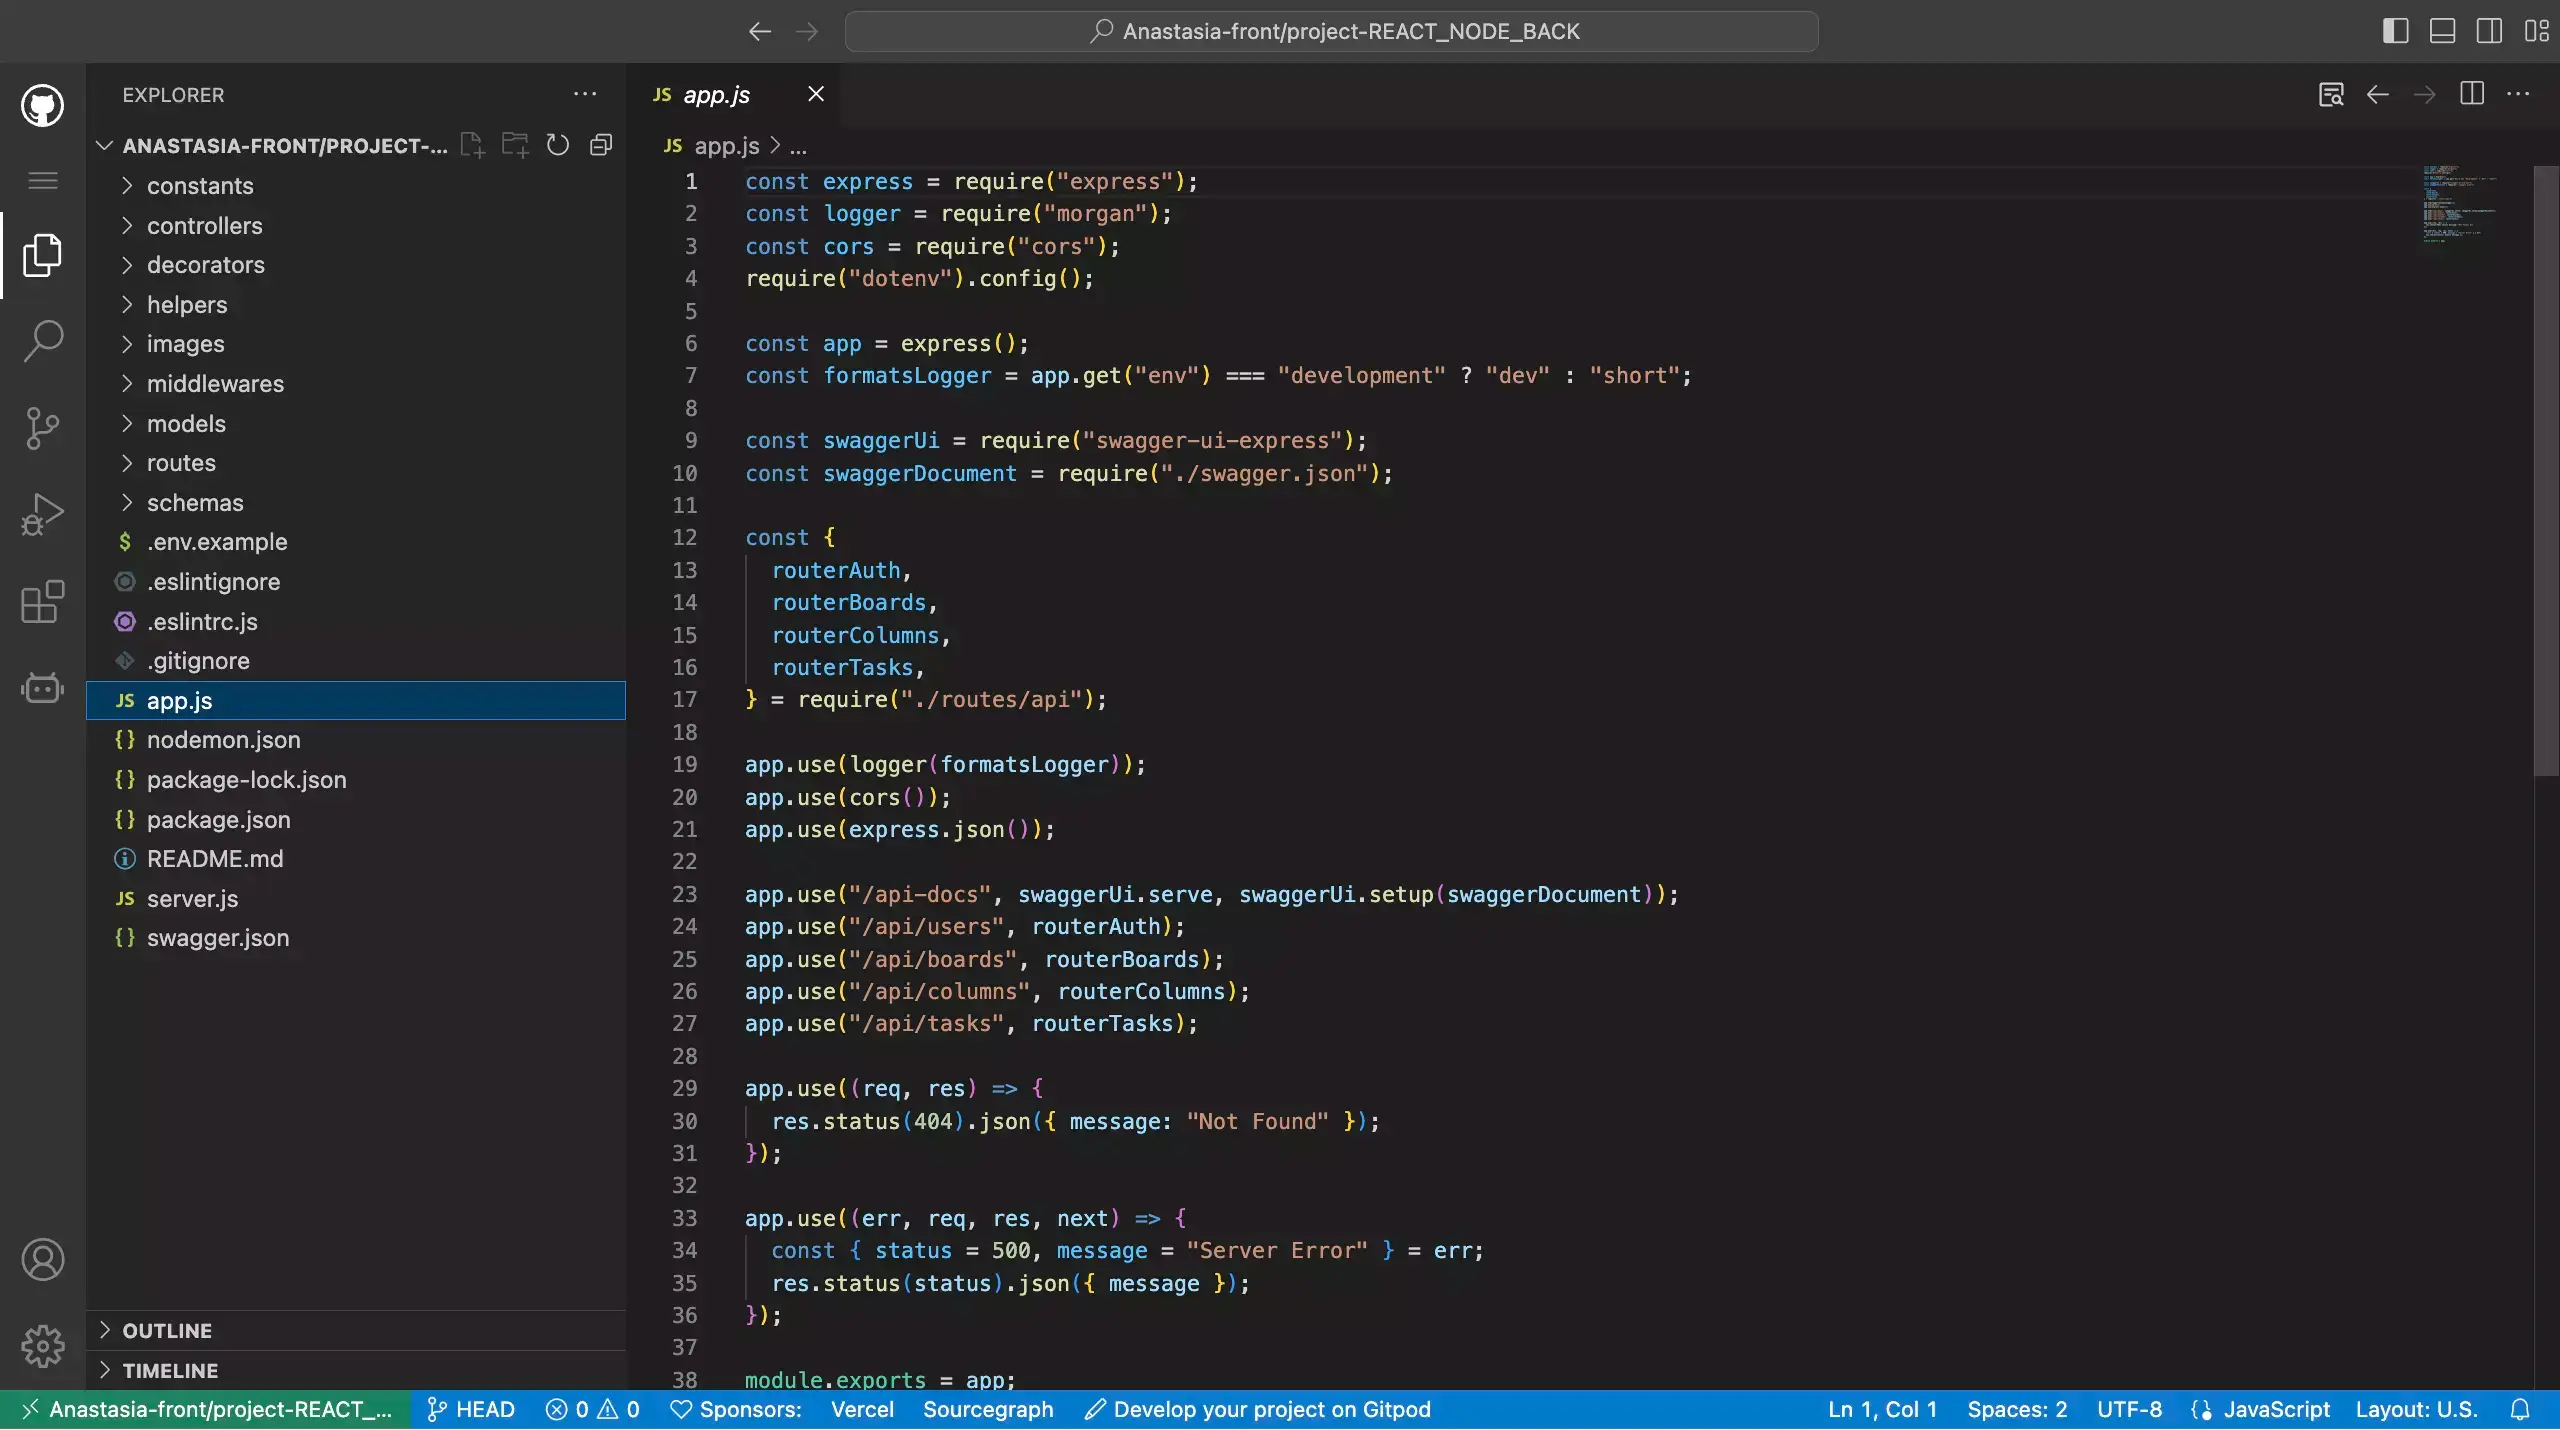 Anastasia-front/project-REACT_NODE_BACK
EXPLORER
ANASTASIA-FRONT/PROJECT-...
constants
controllers
decorators
helpers
images
middlewares
models
routes
schemas
$ .env.example
.eslintignore
.eslintrc.js
.gitignore
JS app.js
{} nodemon.json
{} package-lock.json
{} package.json
README.md
JS server.js
{} swagger.json
OUTLINE
TIMELINE
JS app.js
JS app.js > ...
1 const express = require("express");
2 const logger = require("morgan");
3 const cors = require("cors");
4 require("dotenv").config();
5
6 const app = express();
7 const formatsLogger = app.get("env") === "development" ? "dev" : "short";
8
9 const swaggerUi = require("swagger-ui-express");
10 const swaggerDocument = require("./swagger.json");
11
12 const {
13 routerAuth,
14 routerBoards,
15 routerColumns,
16 routerTasks,
17 } = require("./routes/api");
18
19 app.use(logger(formatsLogger));
20 app.use(cors());
21 app.use(express.json());
22
23 app.use("/api-docs", swaggerUi.serve, swaggerUi.setup(swaggerDocument));
24 app.use("/api/users", routerAuth);
25 app.use("/api/boards", routerBoards);
26 app.use("/api/columns", routerColumns);
27 app.use("/api/tasks", routerTasks);
28
29 app.use((req, res) => {
30 res.status(404).json({ message: "Not Found" });
31 });
32
33 app.use((err, req, res, next) => {
34 const { status = 500, message = "Server Error" } = err;
35 res.status(status).json({ message });
36 });
37
38 module.exports = app;
Anastasia-front/project-REACT_... HEAD 0 0 Sponsors: Vercel Sourcegraph Develop your project on Gitpod Ln 1, Col 1 Spaces: 2 UTF-8 JavaScript Layout: U.S.